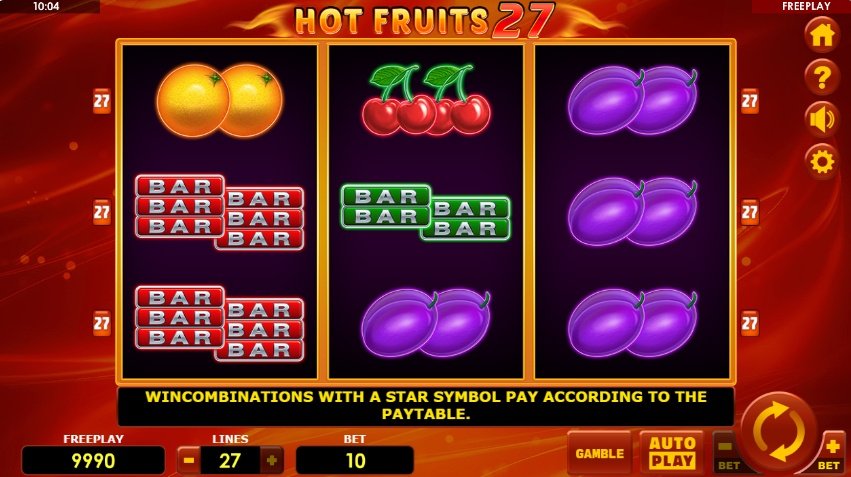 10:04
HOT FRUITS 27
FREEPLAY
27
27
BAR
BAR BAR
BAR BAR
BAR
BAR
BAR BAR
BAR
27
27
BAR
BAR BAR
BAR BAR
BAR
27
27
WINCOMBINATIONS WITH A STAR SYMBOL PAY ACCORDING TO THE
PAYTABLE.
FREEPLAY
9990
LINES
- 27 +
BET
10
GAMBLE
AUTO
PLAY
- BET
+ BET